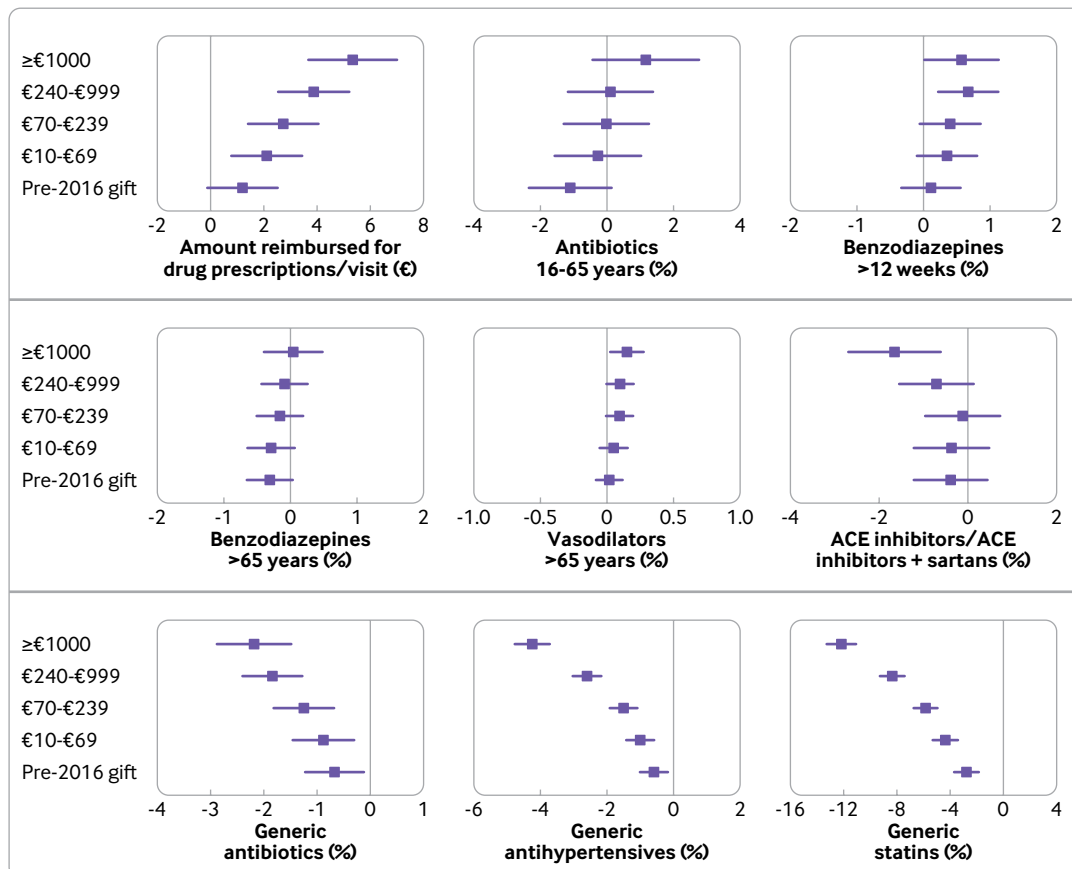 ≥€1000
€240-€999
€70-€239
€10-€69
Pre-2016 gift
-2 0 2 4 6 8
Amount reimbursed for
drug prescriptions/visit (€)
-4 -2 0 2 4
Antibiotics
16-65 years (%)
-2 -1 0 1 2
Benzodiazepines
>12 weeks (%)
≥€1000
€240-€999
€70-€239
€10-€69
Pre-2016 gift
-2 -1 0 1 2
Benzodiazepines
>65 years (%)
-1.0 -0.5 0 0.5 1.0
Vasodilators
>65 years (%)
-4 -2 0 2
ACE inhibitors/ACE
inhibitors + sartans (%)
≥€1000
€240-€999
€70-€239
€10-€69
Pre-2016 gift
-4 -3 -2 -1 0 1
Generic
antibiotics (%)
-6 -4 -2 0 2
Generic
antihypertensives (%)
-16 -12 -8 -4 0 4
Generic
statins (%)